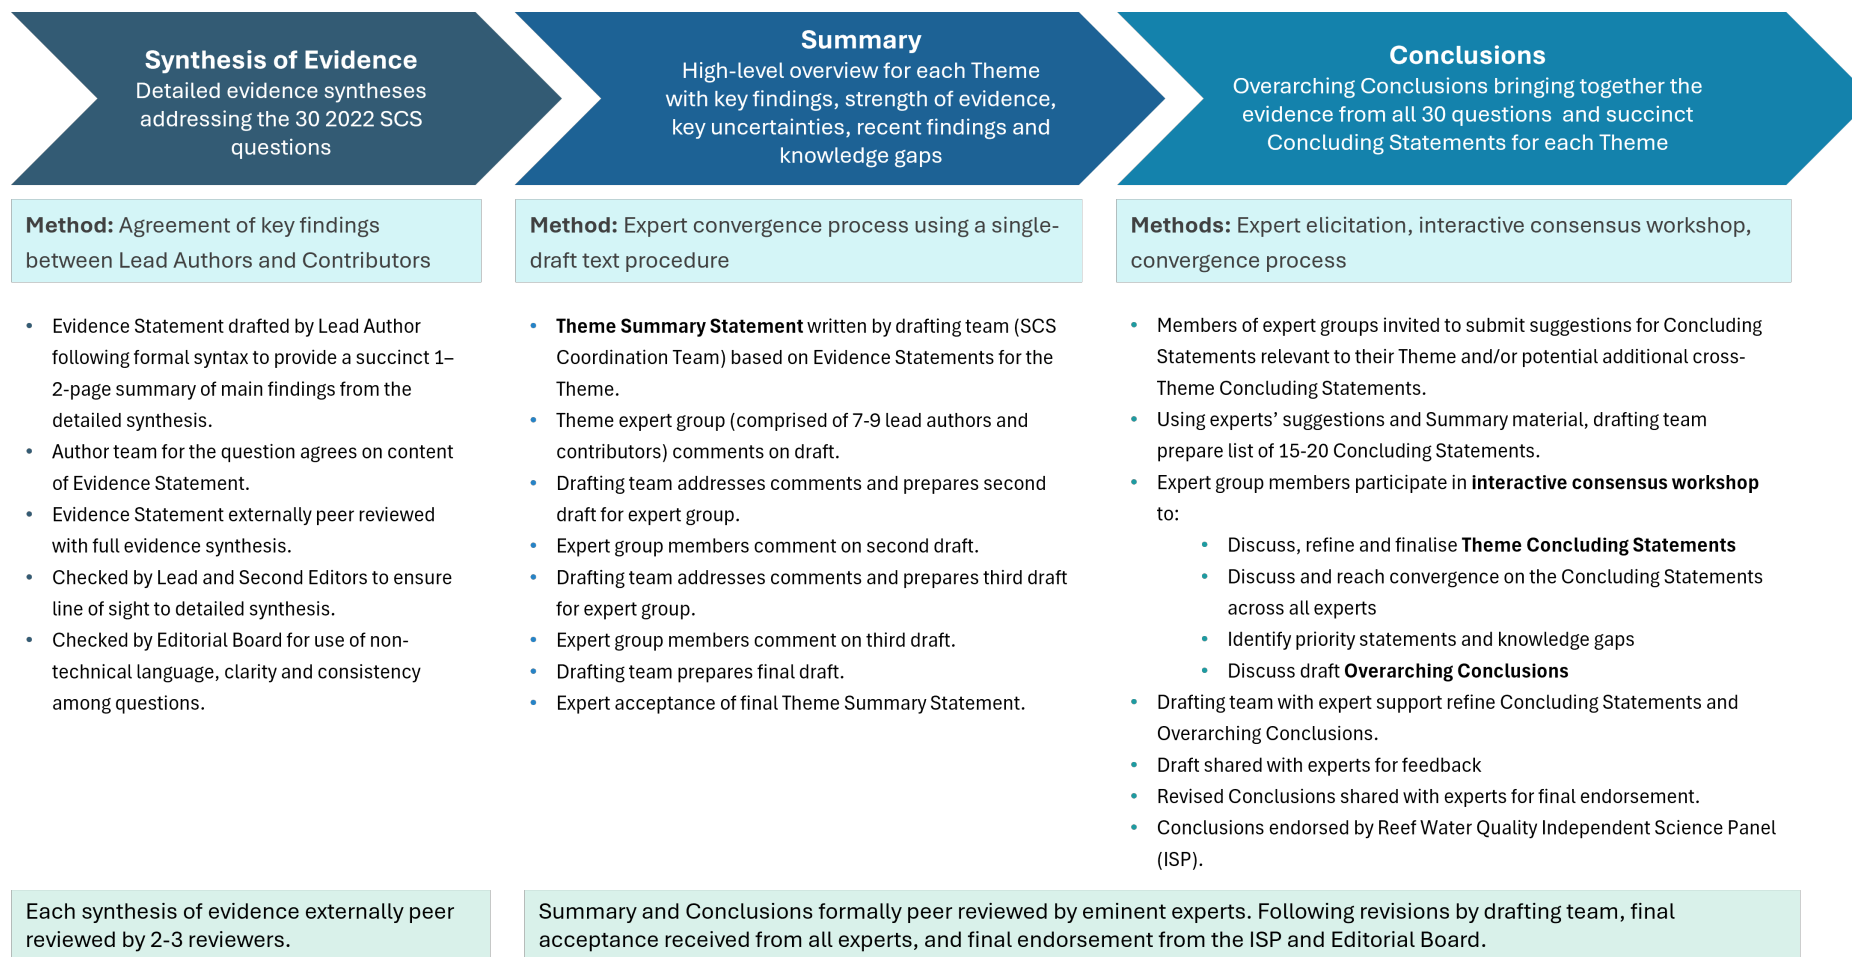 Synthesis of Evidence
Detailed evidence syntheses
addressing the 30 2022 SCS
questions
Summary
High-level overview for each Theme
with key findings, strength of evidence,
key uncertainties, recent findings and
knowledge gaps
Conclusions
Overarching Conclusions bringing together the
evidence from all 30 questions and succinct
Concluding Statements for each Theme
Method: Agreement of key findings
between Lead Authors and Contributors
Method: Expert convergence process using a single-
draft text procedure
Methods: Expert elicitation, interactive consensus workshop,
convergence process
• Evidence Statement drafted by Lead Author
following formal syntax to provide a succinct 1–
2-page summary of main findings from the
detailed synthesis.
• Author team for the question agrees on content
of Evidence Statement.
• Evidence Statement externally peer reviewed
with full evidence synthesis.
• Checked by Lead and Second Editors to ensure
line of sight to detailed synthesis.
• Checked by Editorial Board for use of non-
technical language, clarity and consistency
among questions.
• Theme Summary Statement written by drafting team (SCS
Coordination Team) based on Evidence Statements for the
Theme.
• Theme expert group (comprised of 7-9 lead authors and
contributors) comments on draft.
• Drafting team addresses comments and prepares second
draft for expert group.
• Expert group members comment on second draft.
• Drafting team addresses comments and prepares third draft
for expert group.
• Expert group members comment on third draft.
• Drafting team prepares final draft.
• Expert acceptance of final Theme Summary Statement.
• Members of expert groups invited to submit suggestions for Concluding
Statements relevant to their Theme and/or potential additional cross-
Theme Concluding Statements.
• Using experts’ suggestions and Summary material, drafting team
prepare list of 15-20 Concluding Statements.
• Expert group members participate in interactive consensus workshop
to:
• Discuss, refine and finalise Theme Concluding Statements
• Discuss and reach convergence on the Concluding Statements
across all experts
• Identify priority statements and knowledge gaps
• Discuss draft Overarching Conclusions
• Drafting team with expert support refine Concluding Statements and
Overarching Conclusions.
• Draft shared with experts for feedback
• Revised Conclusions shared with experts for final endorsement.
• Conclusions endorsed by Reef Water Quality Independent Science Panel
(ISP).
Each synthesis of evidence externally peer
reviewed by 2-3 reviewers.
Summary and Conclusions formally peer reviewed by eminent experts. Following revisions by drafting team, final
acceptance received from all experts, and final endorsement from the ISP and Editorial Board.